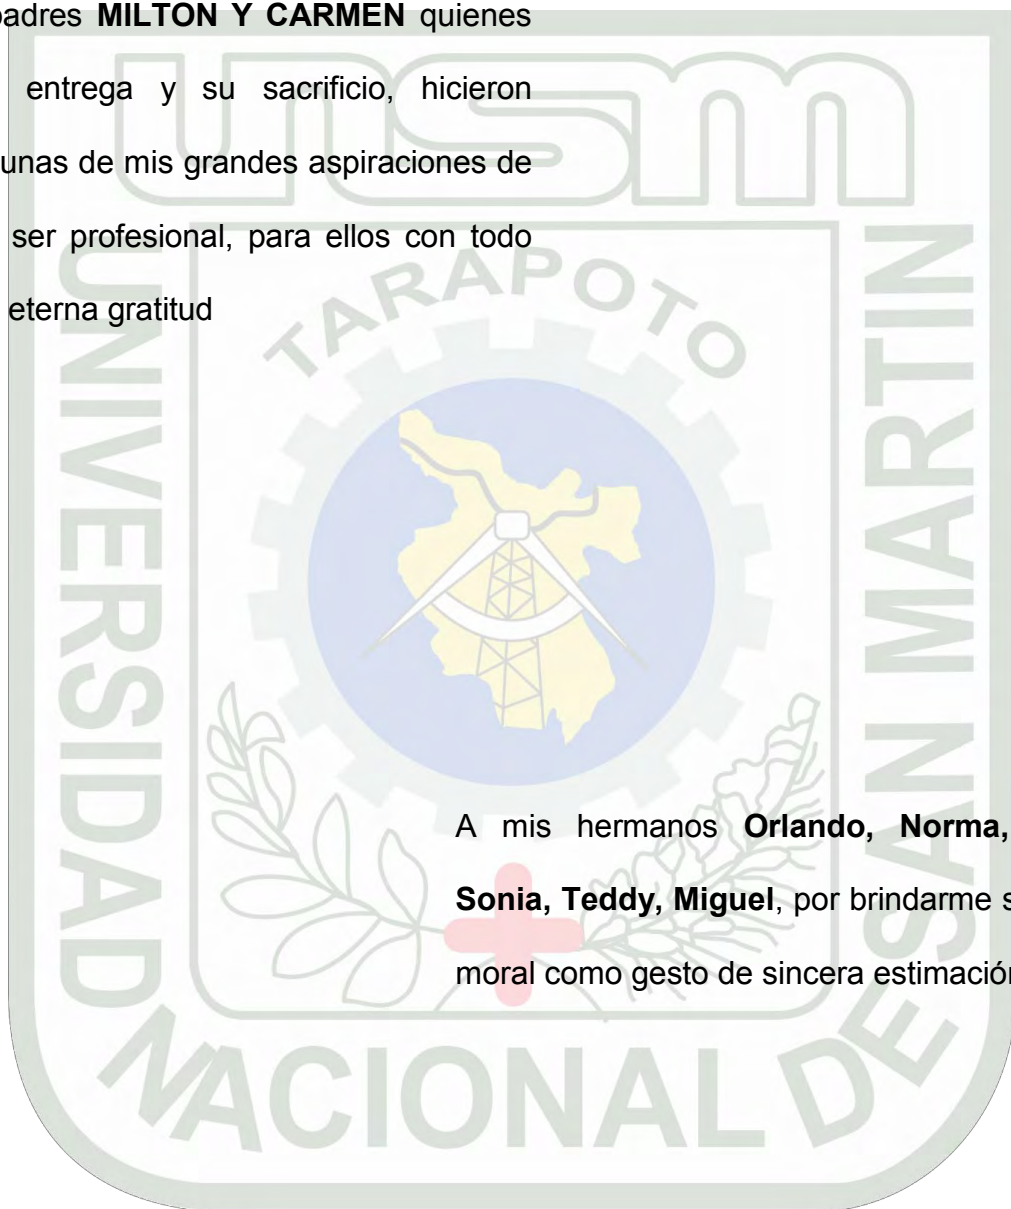 padres MILTON Y CARMEN quienes
entrega y su sacrificio, hicieron
unas de mis grandes aspiraciones de
ser profesional, para ellos con todo
eterna gratitud
A mis hermanos Orlando, Norma,
Sonia, Teddy, Miguel, por brindarme s
moral como gesto de sincera estimación
unsm
TARAPOTO
UNIVERSIDAD NACIONAL DE SAN MARTIN